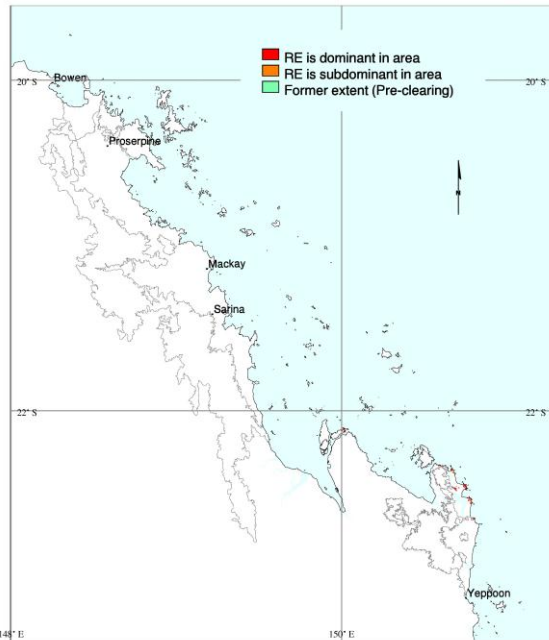 RE is dominant in area
RE is subdominant in area
Former extent (Pre-clearing)
20° S
20° S
Bowen
Proserpine
N
Mackay
Sarina
22° S
22° S
Yeppoon
148° E
150° E